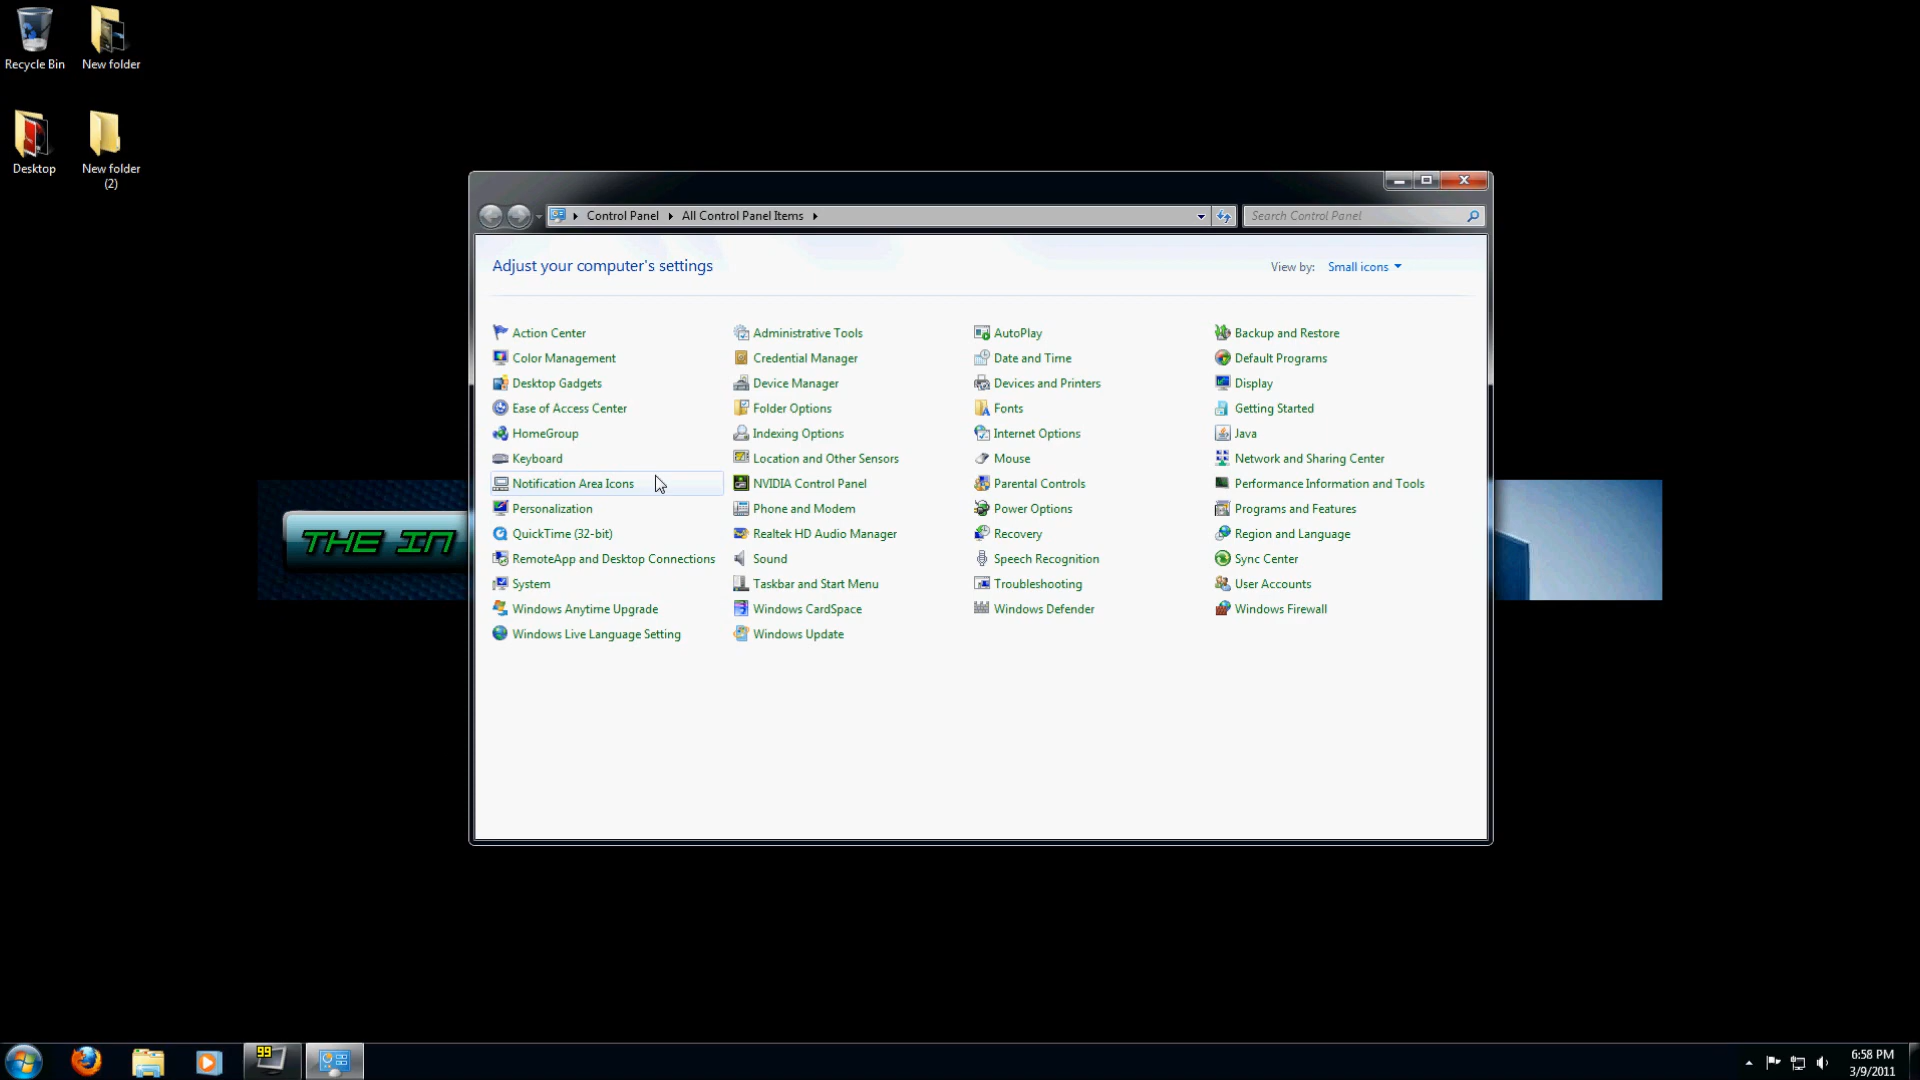 Recycle Bin
New folder
Desktop
New folder
(2)
Control Panel
All Control Panel Items
Search Control Panel
Adjust your computer's settings
View by:
Small icons
Action Center
Administrative Tools
AutoPlay
Backup and Restore
Color Management
Credential Manager
Date and Time
Default Programs
Desktop Gadgets
Device Manager
Devices and Printers
Display
Ease of Access Center
Folder Options
Fonts
Getting Started
HomeGroup
Indexing Options
Internet Options
Java
Keyboard
Location and Other Sensors
Mouse
Network and Sharing Center
Notification Area Icons
NVIDIA Control Panel
Parental Controls
Performance Information and Tools
Personalization
Phone and Modem
Power Options
Programs and Features
QuickTime (32-bit)
Realtek HD Audio Manager
Recovery
Region and Language
RemoteApp and Desktop Connections
Sound
Speech Recognition
Sync Center
System
Taskbar and Start Menu
Troubleshooting
User Accounts
Windows Anytime Upgrade
Windows CardSpace
Windows Defender
Windows Firewall
Windows Live Language Setting
Windows Update
THE IN
99
6:58 PM
3/9/2011